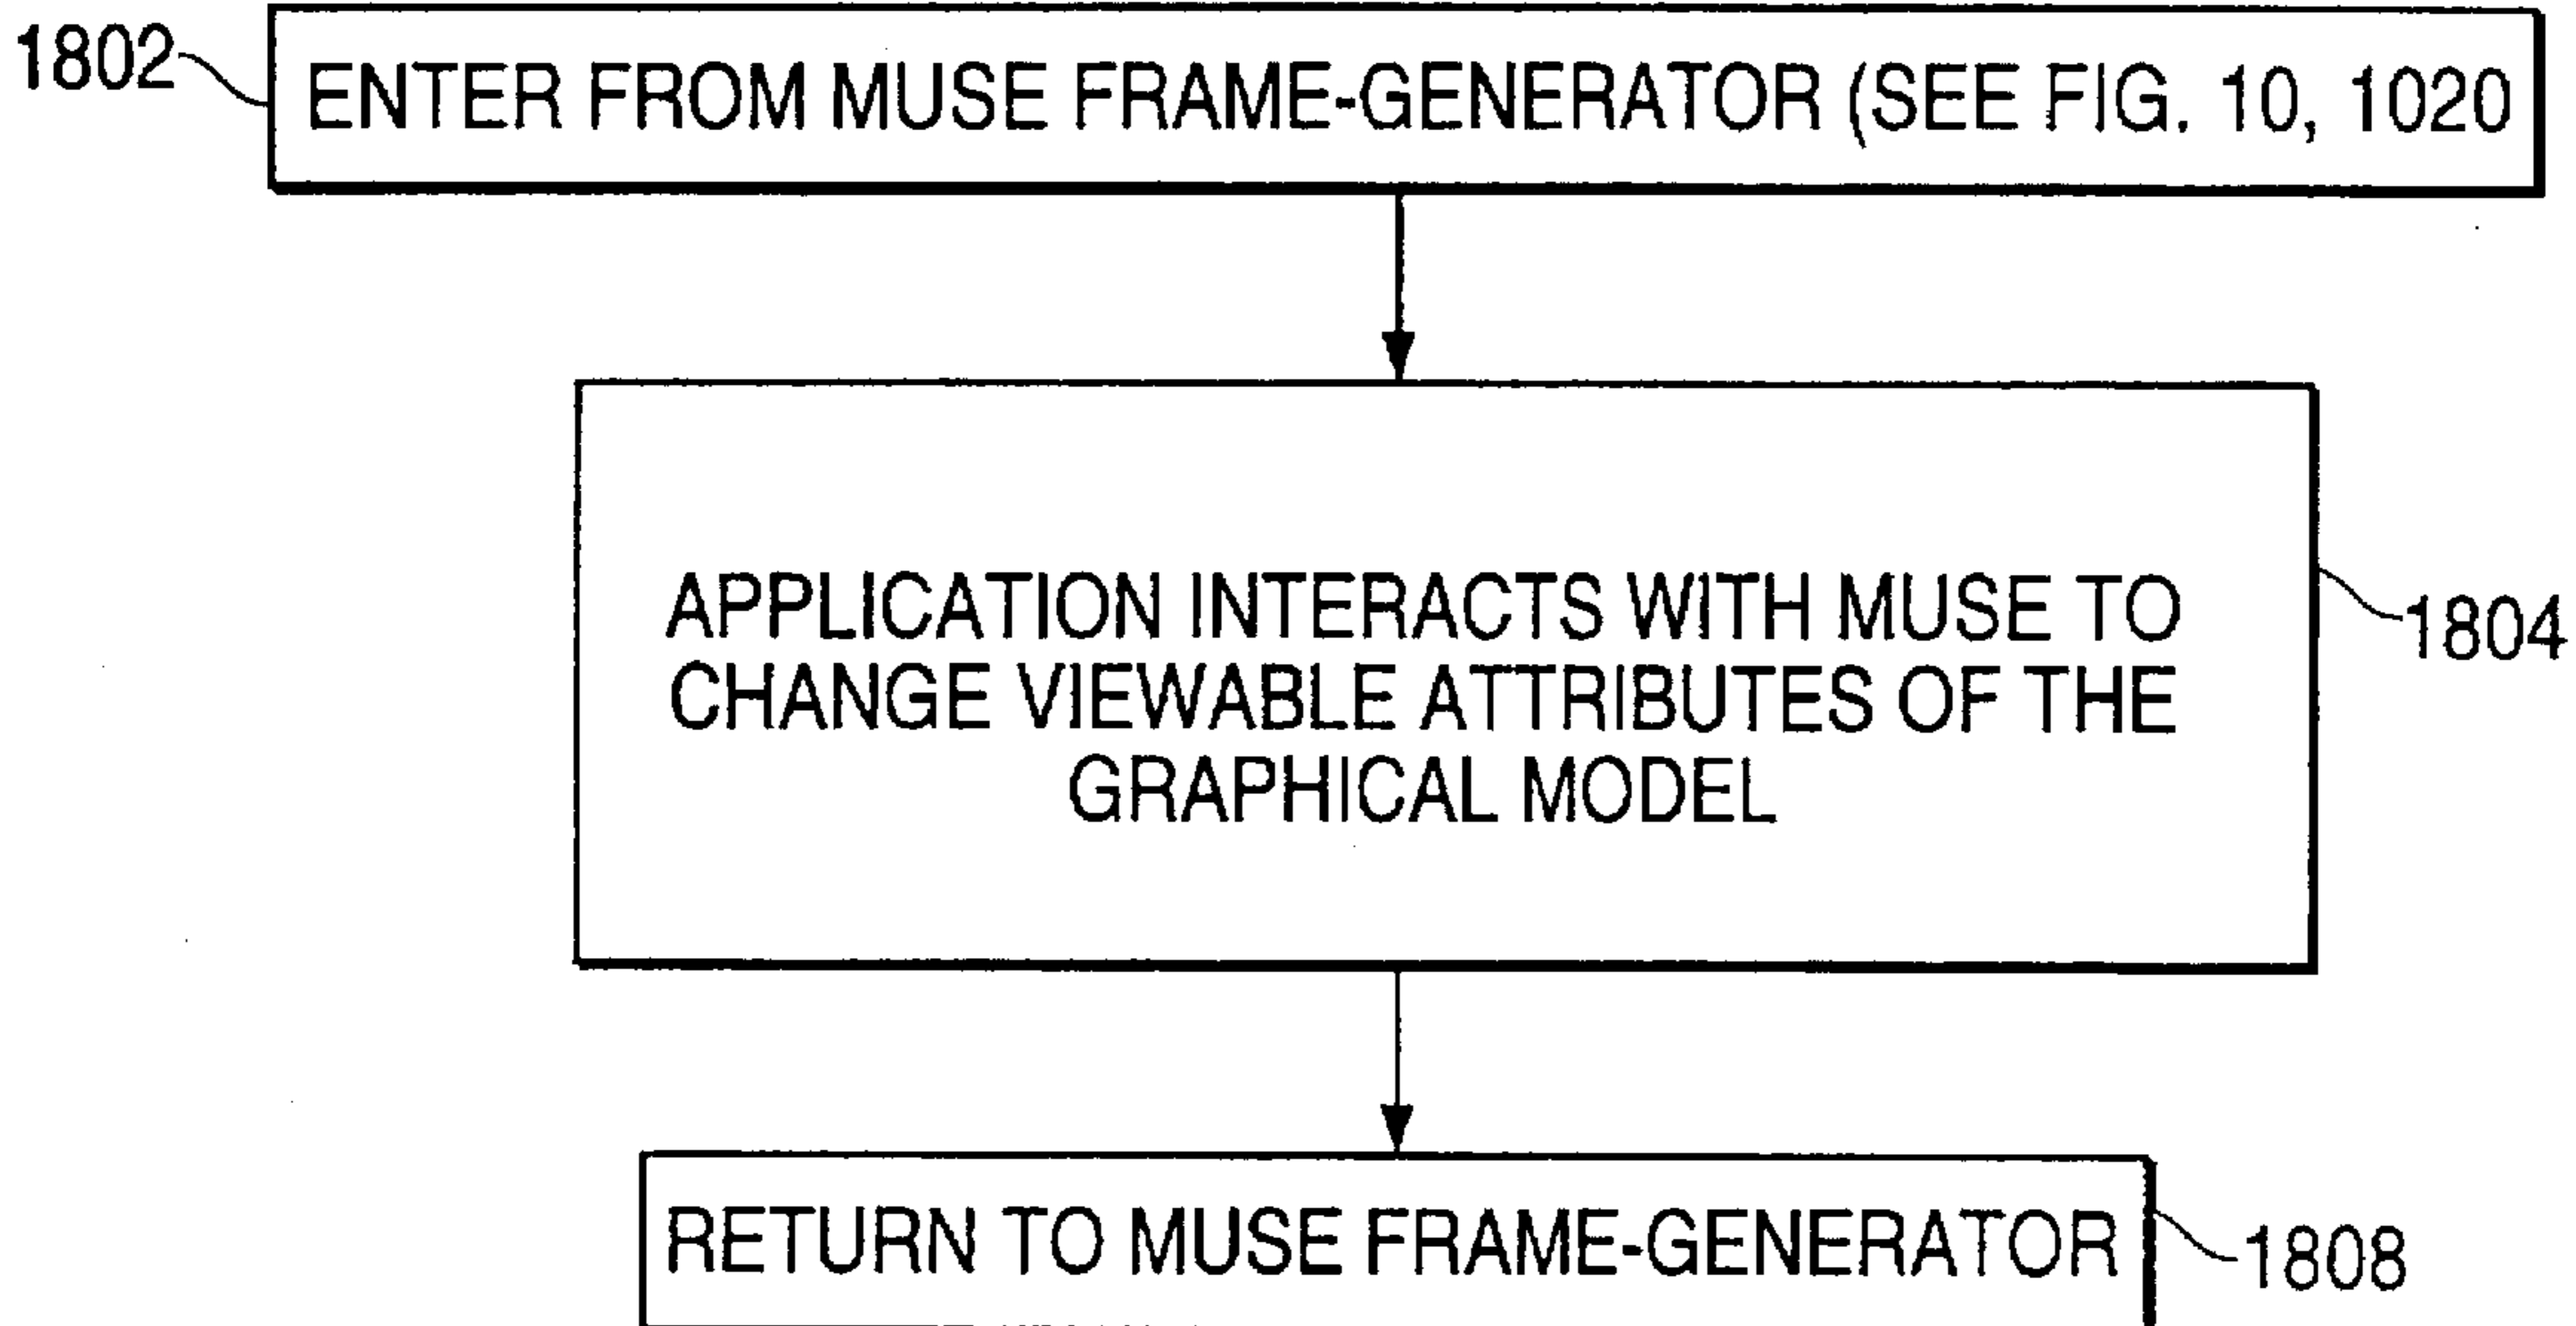 1802
ENTER FROM MUSE FRAME-GENERATOR (SEE FIG. 10, 1020
APPLICATION INTERACTS WITH MUSE TO
CHANGE VIEWABLE ATTRIBUTES OF THE
GRAPHICAL MODEL
1804
RETURN TO MUSE FRAME-GENERATOR
1808